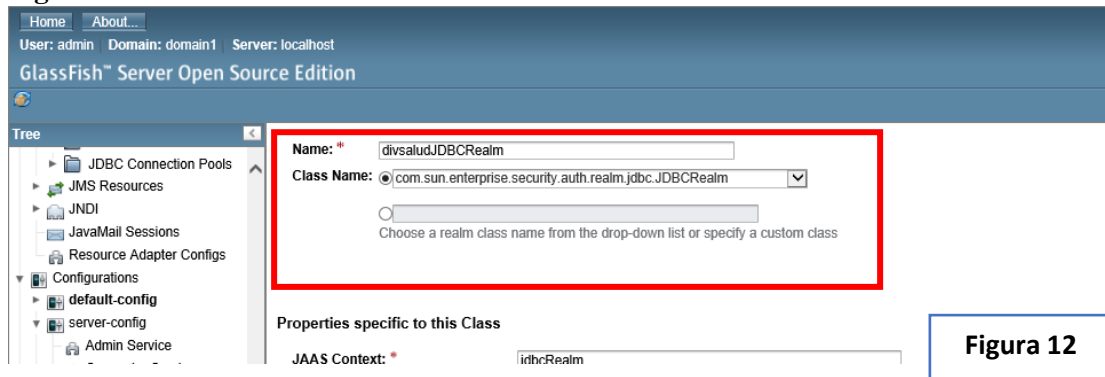 Home About...
User: admin Domain: domain1 Server: localhost
GlassFish™ Server Open Source Edition
Tree
JDBC Connection Pools
JMS Resources
JNDI
JavaMail Sessions
Resource Adapter Configs
Configurations
default-config
server-config
Admin Service
Name: * divsaludJDBCRealm
Class Name: com.sun.enterprise.security.auth.realm.jdbc.JDBCRealm
Choose a realm class name from the drop-down list or specify a custom class
Properties specific to this Class
JAAS Context: * jdbcRealm
Figura 12